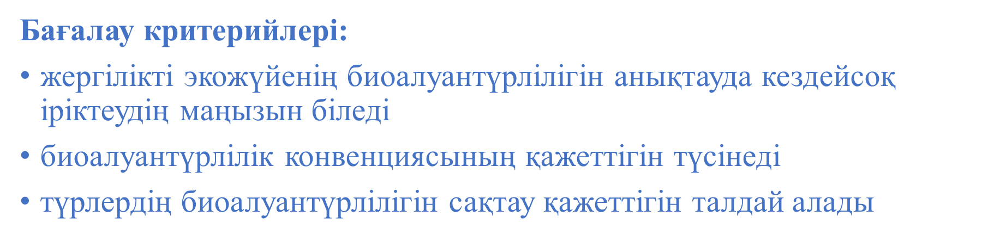 Бағалау критерийлері:
• жергілікті экожүйенің биоалуантүрлілігін анықтауда кездейсоқ
іріктеудің маңызын біледі
• биоалуантүрлілік конвенциясының қажеттігін түсінеді
• түрлердің биоалуантүрлілігін сақтау қажеттігін талдай алады